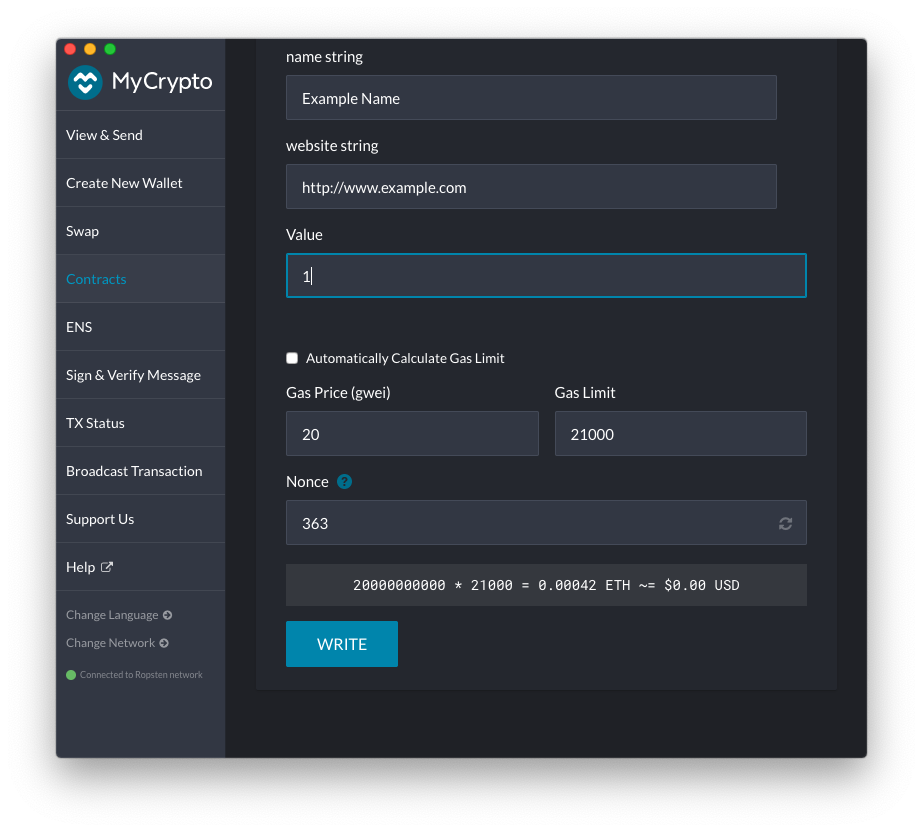 MyCrypto
View & Send
Create New Wallet
Swap
Contracts
ENS
Sign & Verify Message
TX Status
Broadcast Transaction
Support Us
Help
Change Language
Change Network
Connected to Ropsten network
name string
Example Name
website string
http://www.example.com
Value
1
Automatically Calculate Gas Limit
Gas Price (gwei) Gas Limit
20 21000
Nonce ?
363
20000000000 * 21000 = 0.00042 ETH ~= $0.00 USD
WRITE